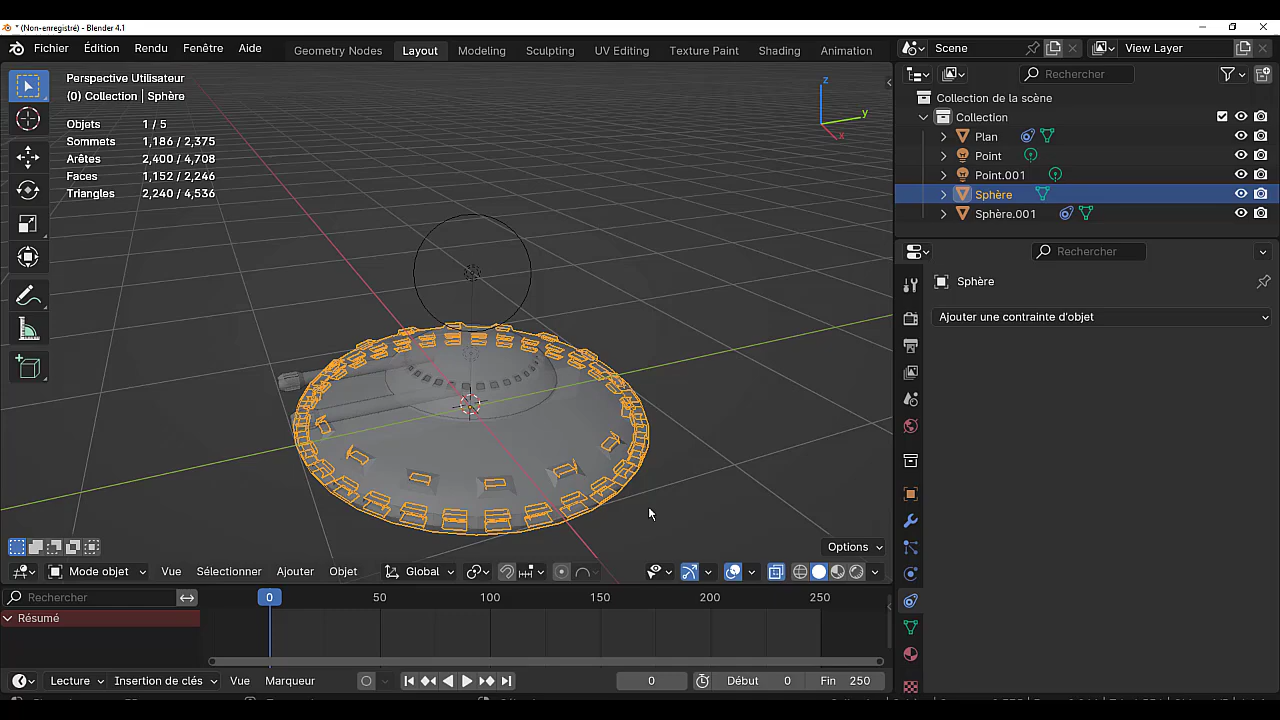 * (Non-enregistré) - Blender 4.1
Fichier Édition Rendu Fenêtre Aide Geometry Nodes Layout Modeling Sculpting UV Editing Texture Paint Shading Animation Scene View Layer
Perspective Utilisateur
(0) Collection | Sphère
Objets 1 / 5
Sommets 1,186 / 2,375
Arêtes 2,400 / 4,708
Faces 1,152 / 2,246
Triangles 2,240 / 4,536
z
y
x
Rechercher
Collection de la scène
Collection
Plan
Point
Point.001
Sphère
Sphère.001
Rechercher
Sphère
Ajouter une contrainte d'objet
Options
Mode objet Vue Sélectionner Ajouter Objet Global
Rechercher 0 50 100 150 200 250
Résumé
Lecture Insertion de clés Vue Marqueur 0 Début 0 Fin 250